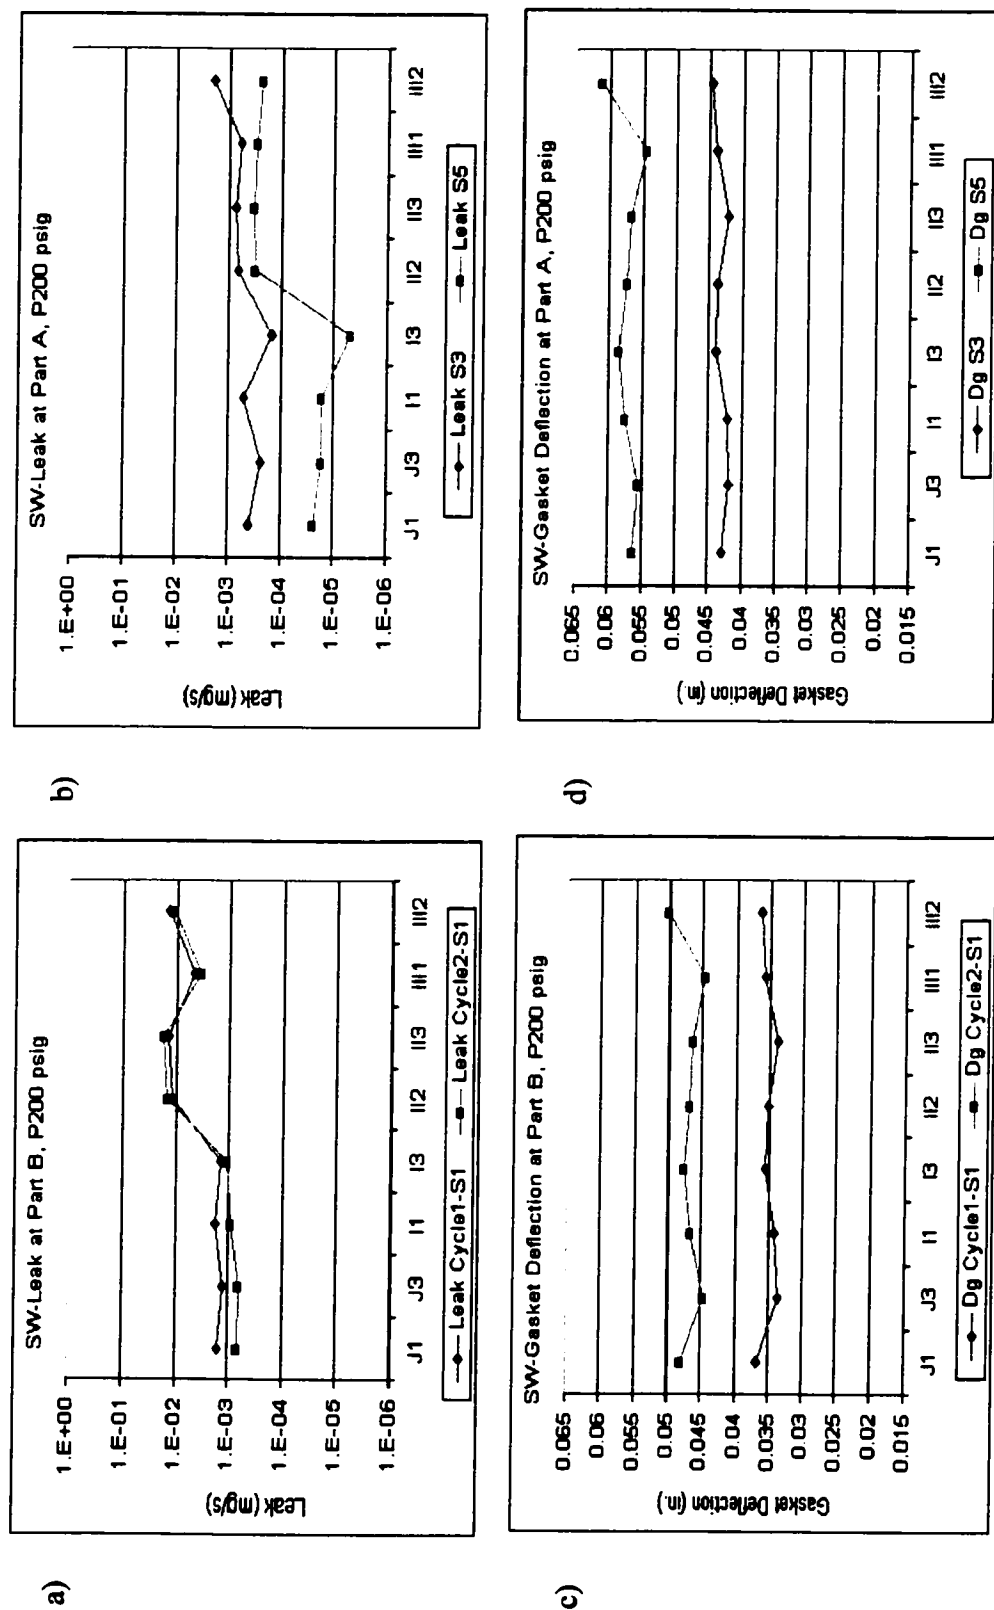 a)
SW-Leak at Part B, P200 psig
Leak (mg/s)
1.E+00
1.E-01
1.E-02
1.E-03
1.E-04
1.E-05
1.E-06
J1 J3 I1 I3 II2 II3 III1 III2
Leak Cycle1-S1 Leak Cycle2-S1
b)
SW-Leak at Part A, P200 psig
Leak (mg/s)
1.E+00
1.E-01
1.E-02
1.E-03
1.E-04
1.E-05
1.E-06
J1 J3 I1 I3 II2 II3 III1 III2
Leak S3 Leak S5
c)
SW-Gasket Deflection at Part B, P200 psig
Gasket Deflection (in.)
0.065
0.06
0.055
0.05
0.045
0.04
0.035
0.03
0.025
0.02
0.015
J1 J3 I1 I3 II2 II3 III1 III2
Dg Cycle1-S1 Dg Cycle2-S1
d)
SW-Gasket Deflection at Part A, P200 psig
Gasket Deflection (in.)
0.065
0.06
0.055
0.05
0.045
0.04
0.035
0.03
0.025
0.02
0.015
J1 J3 I1 I3 II2 II3 III1 III2
Dg S3 Dg S5